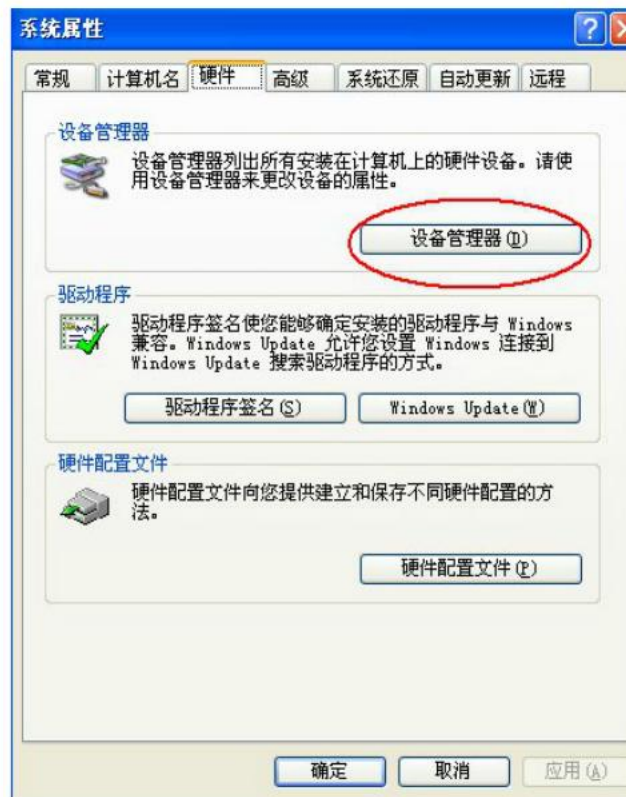 系统属性
常规 计算机名 硬件 高级 系统还原 自动更新 远程
设备管理器
设备管理器列出所有安装在计算机上的硬件设备。请使
用设备管理器来更改设备的属性。
设备管理器(D)
驱动程序
驱动程序签名使您能够确定安装的驱动程序与 Windows
兼容。Windows Update 允许您设置 Windows 连接到
Windows Update 搜索驱动程序的方式。
驱动程序签名(S) Windows Update(W)
硬件配置文件
硬件配置文件向您提供建立和保存不同硬件配置的方
法。
硬件配置文件(P)
确定 取消 应用(A)